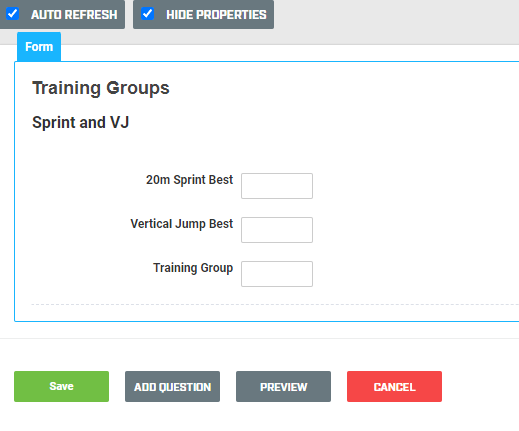 AUTO REFRESH HIDE PROPERTIES
Form
Training Groups
Sprint and VJ
20m Sprint Best
Vertical Jump Best
Training Group
Save ADD QUESTION PREVIEW CANCEL